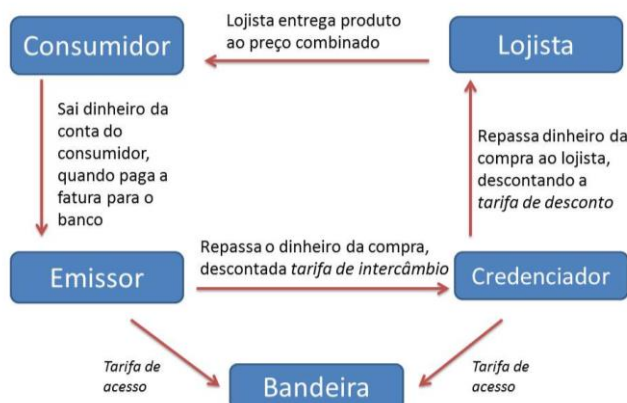 Consumidor
Lojista entrega produto
ao preço combinado
Lojista
Sai dinheiro da
conta do
consumidor,
quando paga a
fatura para o
banco
Repassa dinheiro da
compra ao lojista,
descontando a
tarifa de desconto
Emissor
Repassa o dinheiro da compra,
descontada tarifa de intercâmbio
Credenciador
Tarifa de
acesso
Bandeira
Tarifa de
acesso